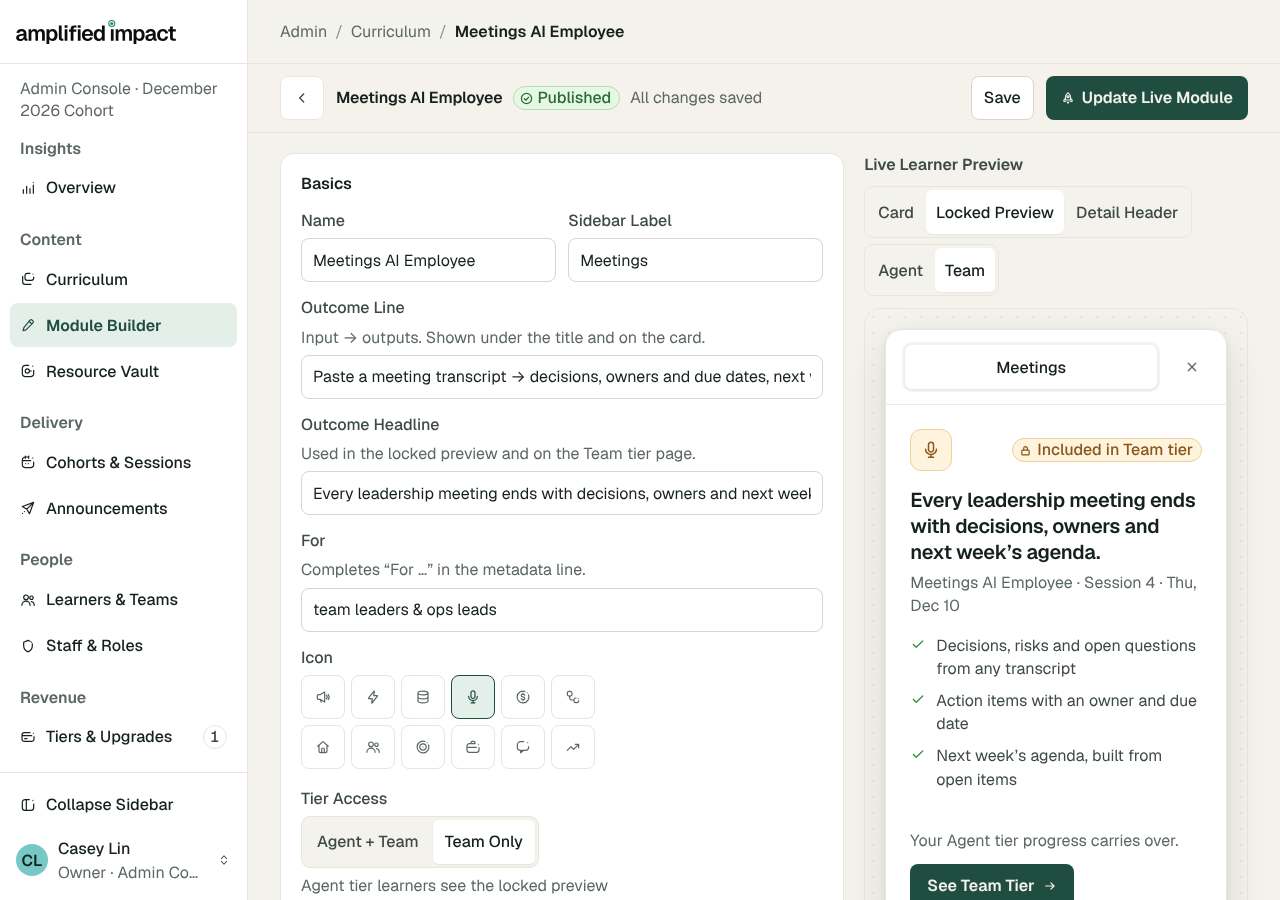 amplified impact
Admin Console · December
2026 Cohort
Insights
Overview
Content
Curriculum
Module Builder
Resource Vault
Delivery
Cohorts & Sessions
Announcements
People
Learners & Teams
Staff & Roles
Revenue
Tiers & Upgrades 1
Collapse Sidebar
CL
Casey Lin
Owner · Admin Co...
Admin / Curriculum / Meetings AI Employee
Meetings AI Employee Published All changes saved Save Update Live Module
Basics
Name
Meetings AI Employee
Sidebar Label
Meetings
Outcome Line
Input → outputs. Shown under the title and on the card.
Paste a meeting transcript → decisions, owners and due dates, next
Outcome Headline
Used in the locked preview and on the Team tier page.
Every leadership meeting ends with decisions, owners and next week
For
Completes “For …” in the metadata line.
team leaders & ops leads
Icon
Tier Access
Agent + Team Team Only
Agent tier learners see the locked preview
Live Learner Preview
Card Locked Preview Detail Header
Agent Team
Meetings
Included in Team tier
Every leadership meeting ends
with decisions, owners and
next week’s agenda.
Meetings AI Employee · Session 4 · Thu,
Dec 10
Decisions, risks and open questions
from any transcript
Action items with an owner and due
date
Next week’s agenda, built from
open items
Your Agent tier progress carries over.
See Team Tier →